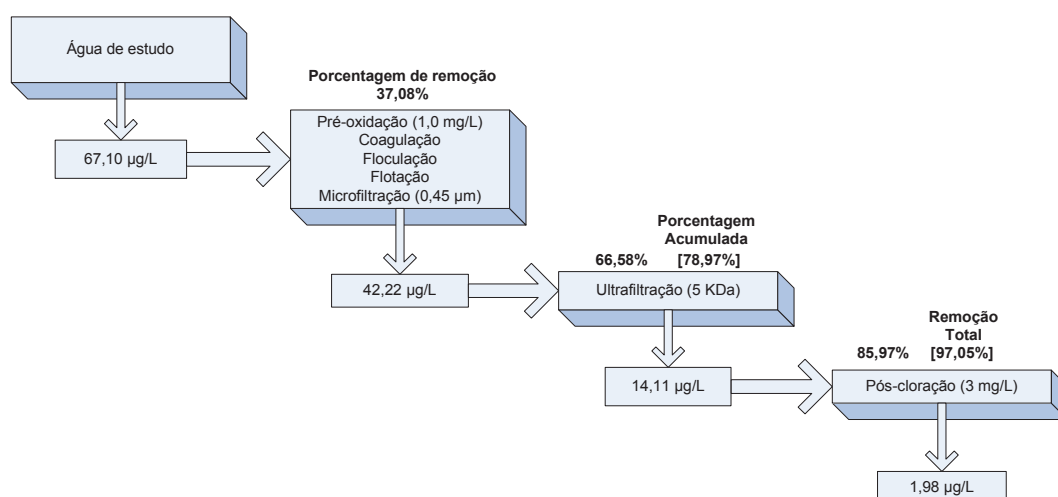 Água de estudo
67,10 µg/L
Porcentagem de remoção
37,08%
Pré-oxidação (1,0 mg/L)
Coagulação
Floculação
Flotação
Microfiltração (0,45 µm)
42,22 µg/L
Porcentagem
Acumulada
66,58% [78,97%]
Ultrafiltração (5 KDa)
14,11 µg/L
Remoção
Total
85,97% [97,05%]
Pós-cloração (3 mg/L)
1,98 µg/L